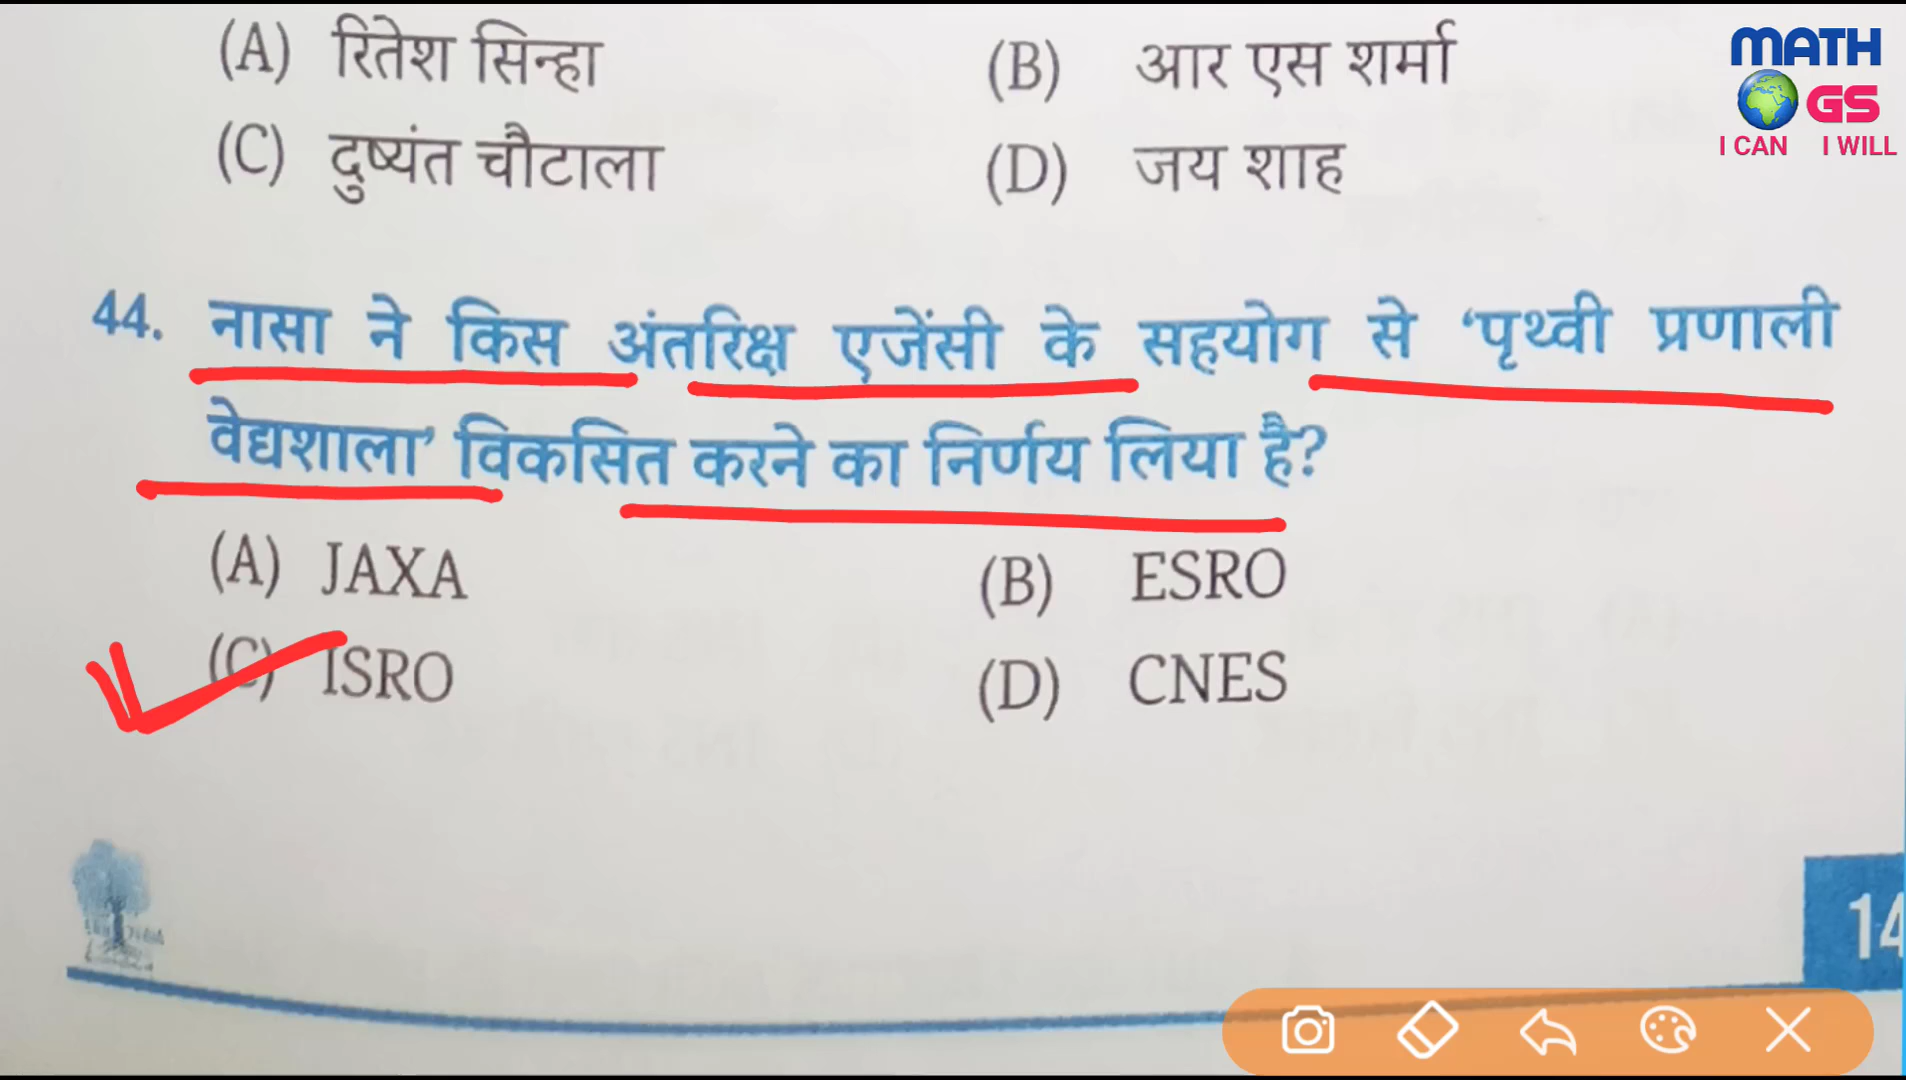 (A) रितेश सिन्हा (B) आर एस शर्मा
(C) दुष्यंत चौटाला (D) जय शाह
MATH
GS
I CAN I WILL
44. नासा ने किस अंतरिक्ष एजेंसी के सहयोग से ‘पृथ्वी प्रणाली
वेद्यशाला’ विकसित करने का निर्णय लिया है?
(A) JAXA (B) ESRO
(C) ISRO (D) CNES
14